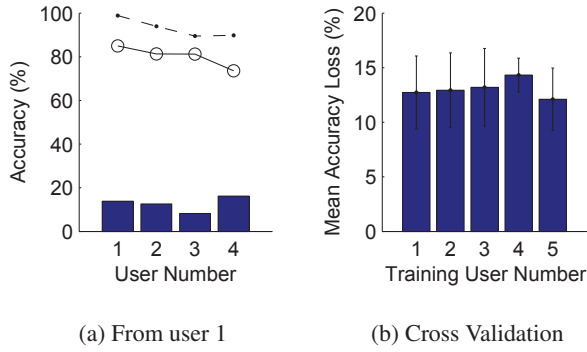 100
80
60
40
20
0
Accuracy (%)
1 2 3 4
User Number
(a) From user 1
20
15
10
5
0
Mean Accuracy Loss (%)
1 2 3 4 5
Training User Number
(b) Cross Validation